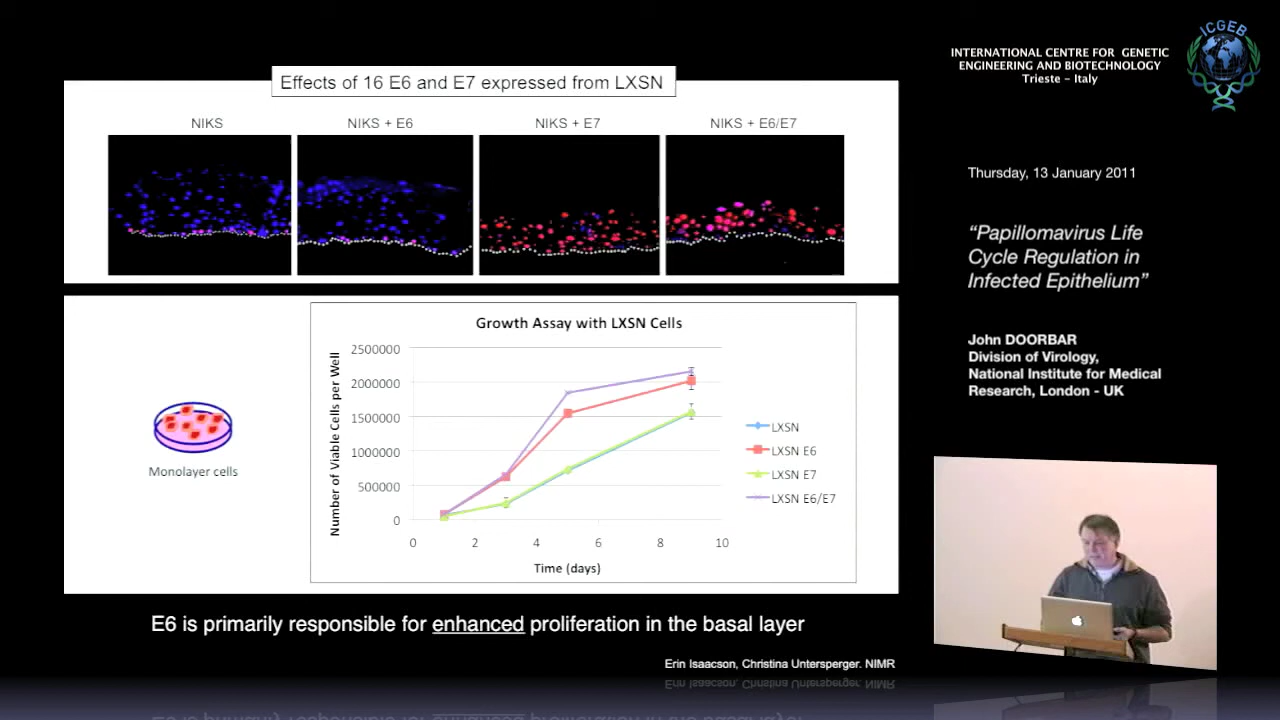 Effects of 16 E6 and E7 expressed from LXSN
NIKS
NIKS + E6
NIKS + E7
NIKS + E6/E7
Monolayer cells
Growth Assay with LXSN Cells
Number of Viable Cells per Well
2500000
2000000
1500000
1000000
500000
0
0
2
4
6
8
10
Time (days)
LXSN
LXSN E6
LXSN E7
LXSN E6/E7
E6 is primarily responsible for enhanced proliferation in the basal layer
Erin Isaacson, Christina Untersperger. NIMR
INTERNATIONAL CENTRE FOR GENETIC
ENGINEERING AND BIOTECHNOLOGY
Trieste – Italy
ICGEB
Thursday, 13 January 2011
“Papillomavirus Life
Cycle Regulation in
Infected Epithelium”
John DOORBAR
Division of Virology,
National Institute for Medical
Research, London - UK